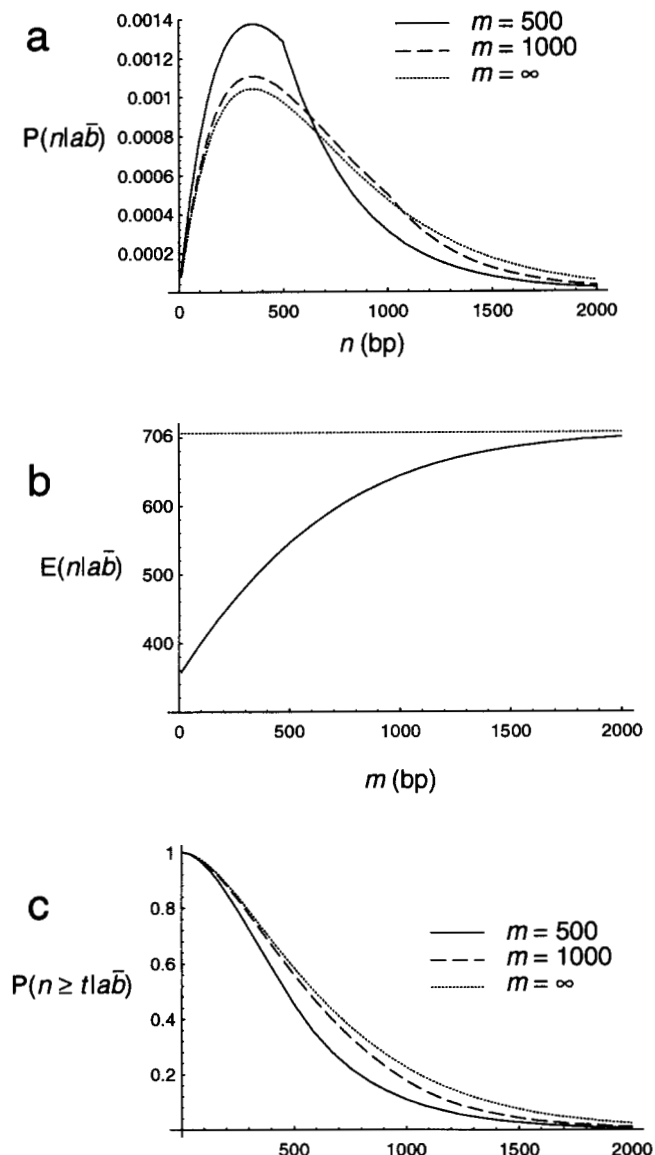 a
0.0014
0.0012
0.001
0.0008
0.0006
0.0004
0.0002
P(n|ab̄)
m = 500
m = 1000
m = ∞
0 500 1000 1500 2000
n (bp)
b
706
600
500
400
E(n|ab̄)
0 500 1000 1500 2000
m (bp)
c
1
0.8
0.6
0.4
0.2
P(n ≥ t|ab̄)
m = 500
m = 1000
m = ∞
500 1000 1500 2000